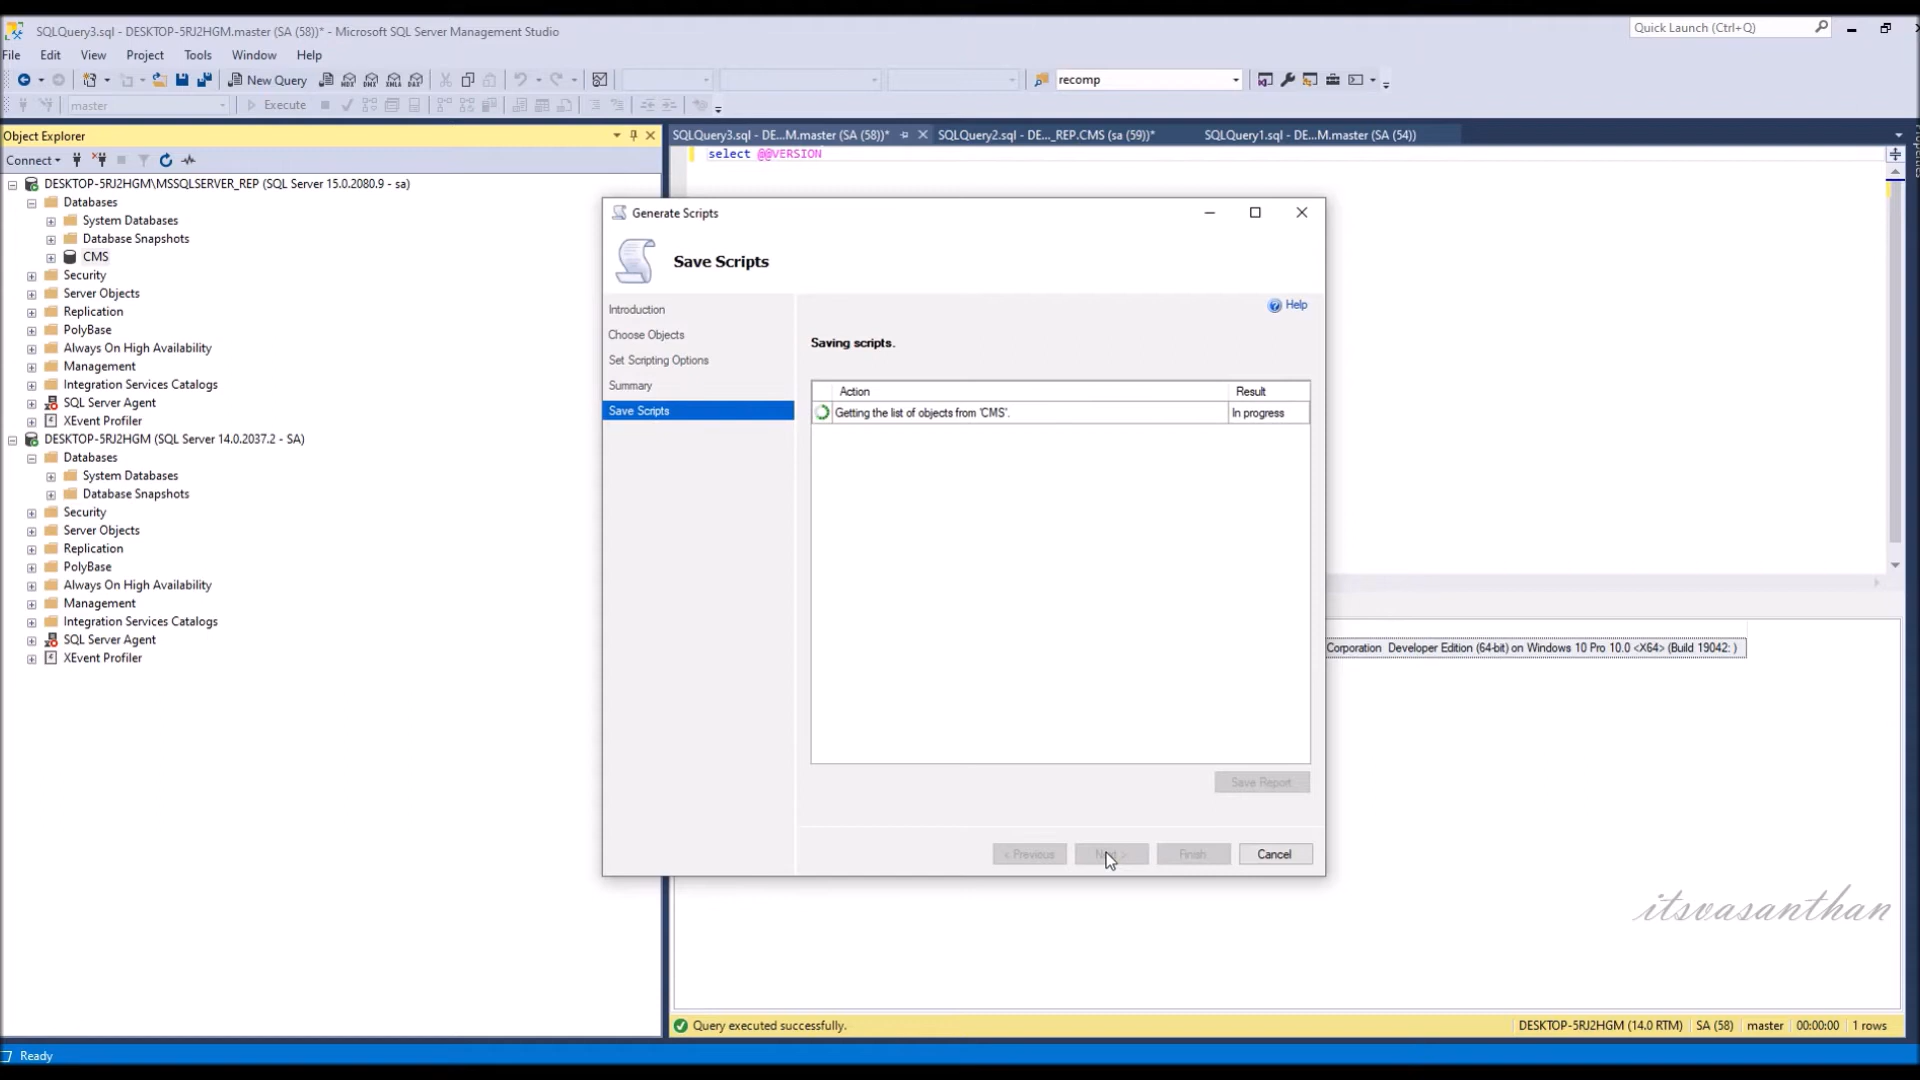 SQLQuery3.sql - DESKTOP-5RJ2HGM.master (SA (58))* - Microsoft SQL Server Management Studio
Quick Launch (Ctrl+Q)
File Edit View Project Tools Window Help
New Query
recomp
master
Execute
Object Explorer
SQLQuery3.sql - DE...M.master (SA (58))*
SQLQuery2.sql - DE..._REP.CMS (sa (59))*
SQLQuery1.sql - DE...M.master (SA (54))
Connect
select @@VERSION
DESKTOP-5RJ2HGM\MSSQLSERVER_REP (SQL Server 15.0.2080.9 - sa)
Databases
System Databases
Database Snapshots
CMS
Security
Server Objects
Replication
PolyBase
Always On High Availability
Management
Integration Services Catalogs
SQL Server Agent
XEvent Profiler
DESKTOP-5RJ2HGM (SQL Server 14.0.2037.2 - SA)
Databases
System Databases
Database Snapshots
Security
Server Objects
Replication
PolyBase
Always On High Availability
Management
Integration Services Catalogs
SQL Server Agent
XEvent Profiler
Generate Scripts
Save Scripts
Introduction
Choose Objects
Set Scripting Options
Summary
Save Scripts
Help
Saving scripts.
Action Result
Getting the list of objects from 'CMS'. In progress
Save Report
< Previous
Finish
Cancel
Corporation Developer Edition (64-bit) on Windows 10 Pro 10.0 <X64> (Build 19042: )
itsvasanthan
Query executed successfully.
DESKTOP-5RJ2HGM (14.0 RTM) SA (58) master 00:00:00 1 rows
Ready